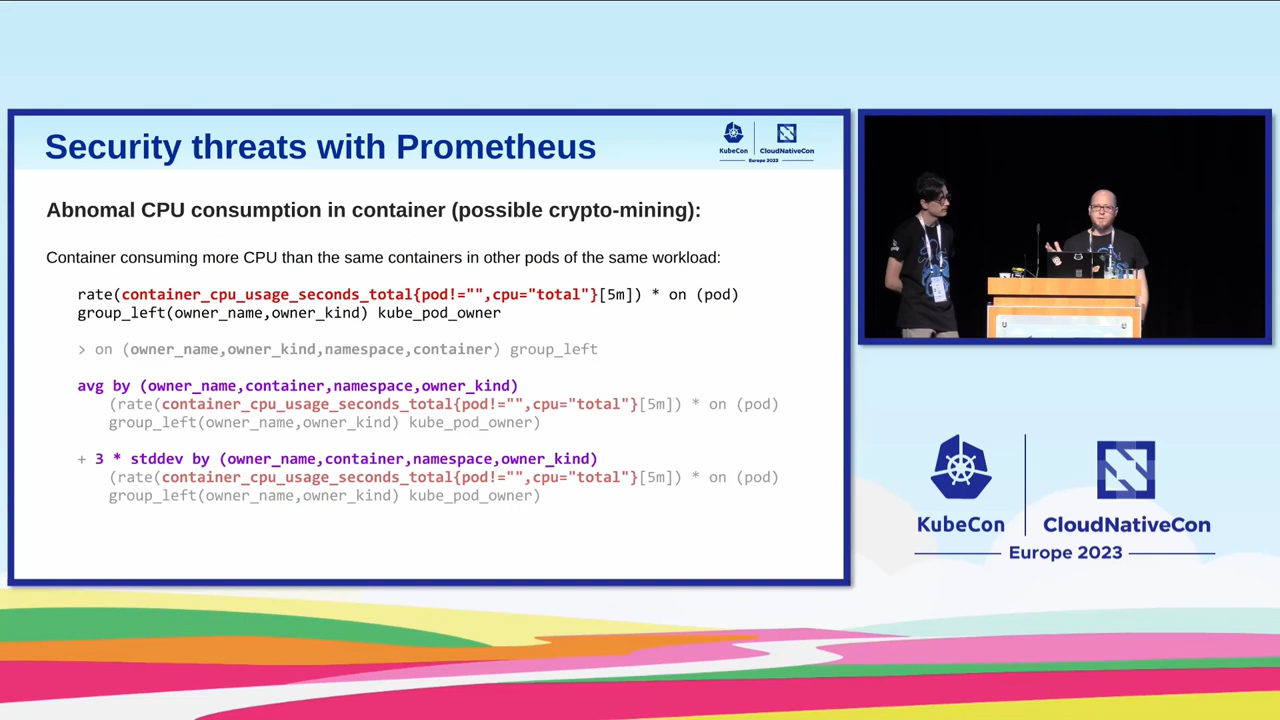 Security threats with Prometheus
KubeCon
CloudNativeCon
Europe 2023
Abnomal CPU consumption in container (possible crypto-mining):
Container consuming more CPU than the same containers in other pods of the same workload:
rate(container_cpu_usage_seconds_total{pod!="",cpu="total"}[5m]) * on (pod)
group_left(owner_name,owner_kind) kube_pod_owner
> on (owner_name,owner_kind,namespace,container) group_left
avg by (owner_name,container,namespace,owner_kind)
(rate(container_cpu_usage_seconds_total{pod!="",cpu="total"}[5m]) * on (pod)
group_left(owner_name,owner_kind) kube_pod_owner)
+ 3 * stddev by (owner_name,container,namespace,owner_kind)
(rate(container_cpu_usage_seconds_total{pod!="",cpu="total"}[5m]) * on (pod)
group_left(owner_name,owner_kind) kube_pod_owner)
KubeCon
CloudNativeCon
Europe 2023